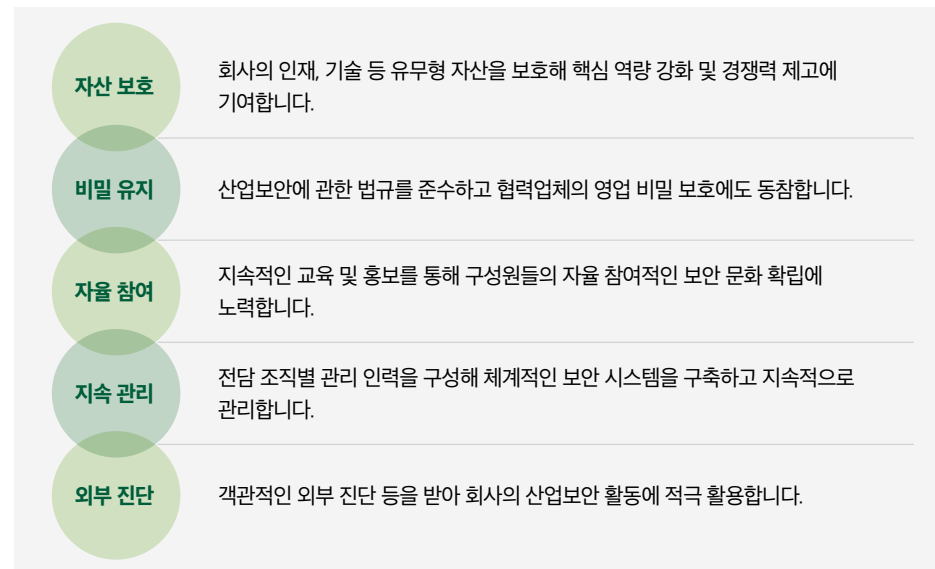 자산 보호
회사의 인재, 기술 등 유무형 자산을 보호해 핵심 역량 강화 및 경쟁력 제고에
기여합니다.
비밀 유지
산업보안에 관한 법규를 준수하고 협력업체의 영업 비밀 보호에도 동참합니다.
자율 참여
지속적인 교육 및 홍보를 통해 구성원들의 자율 참여적인 보안 문화 확립에
노력합니다.
지속 관리
전담 조직별 관리 인력을 구성해 체계적인 보안 시스템을 구축하고 지속적으로
관리합니다.
외부 진단
객관적인 외부 진단 등을 받아 회사의 산업보안 활동에 적극 활용합니다.